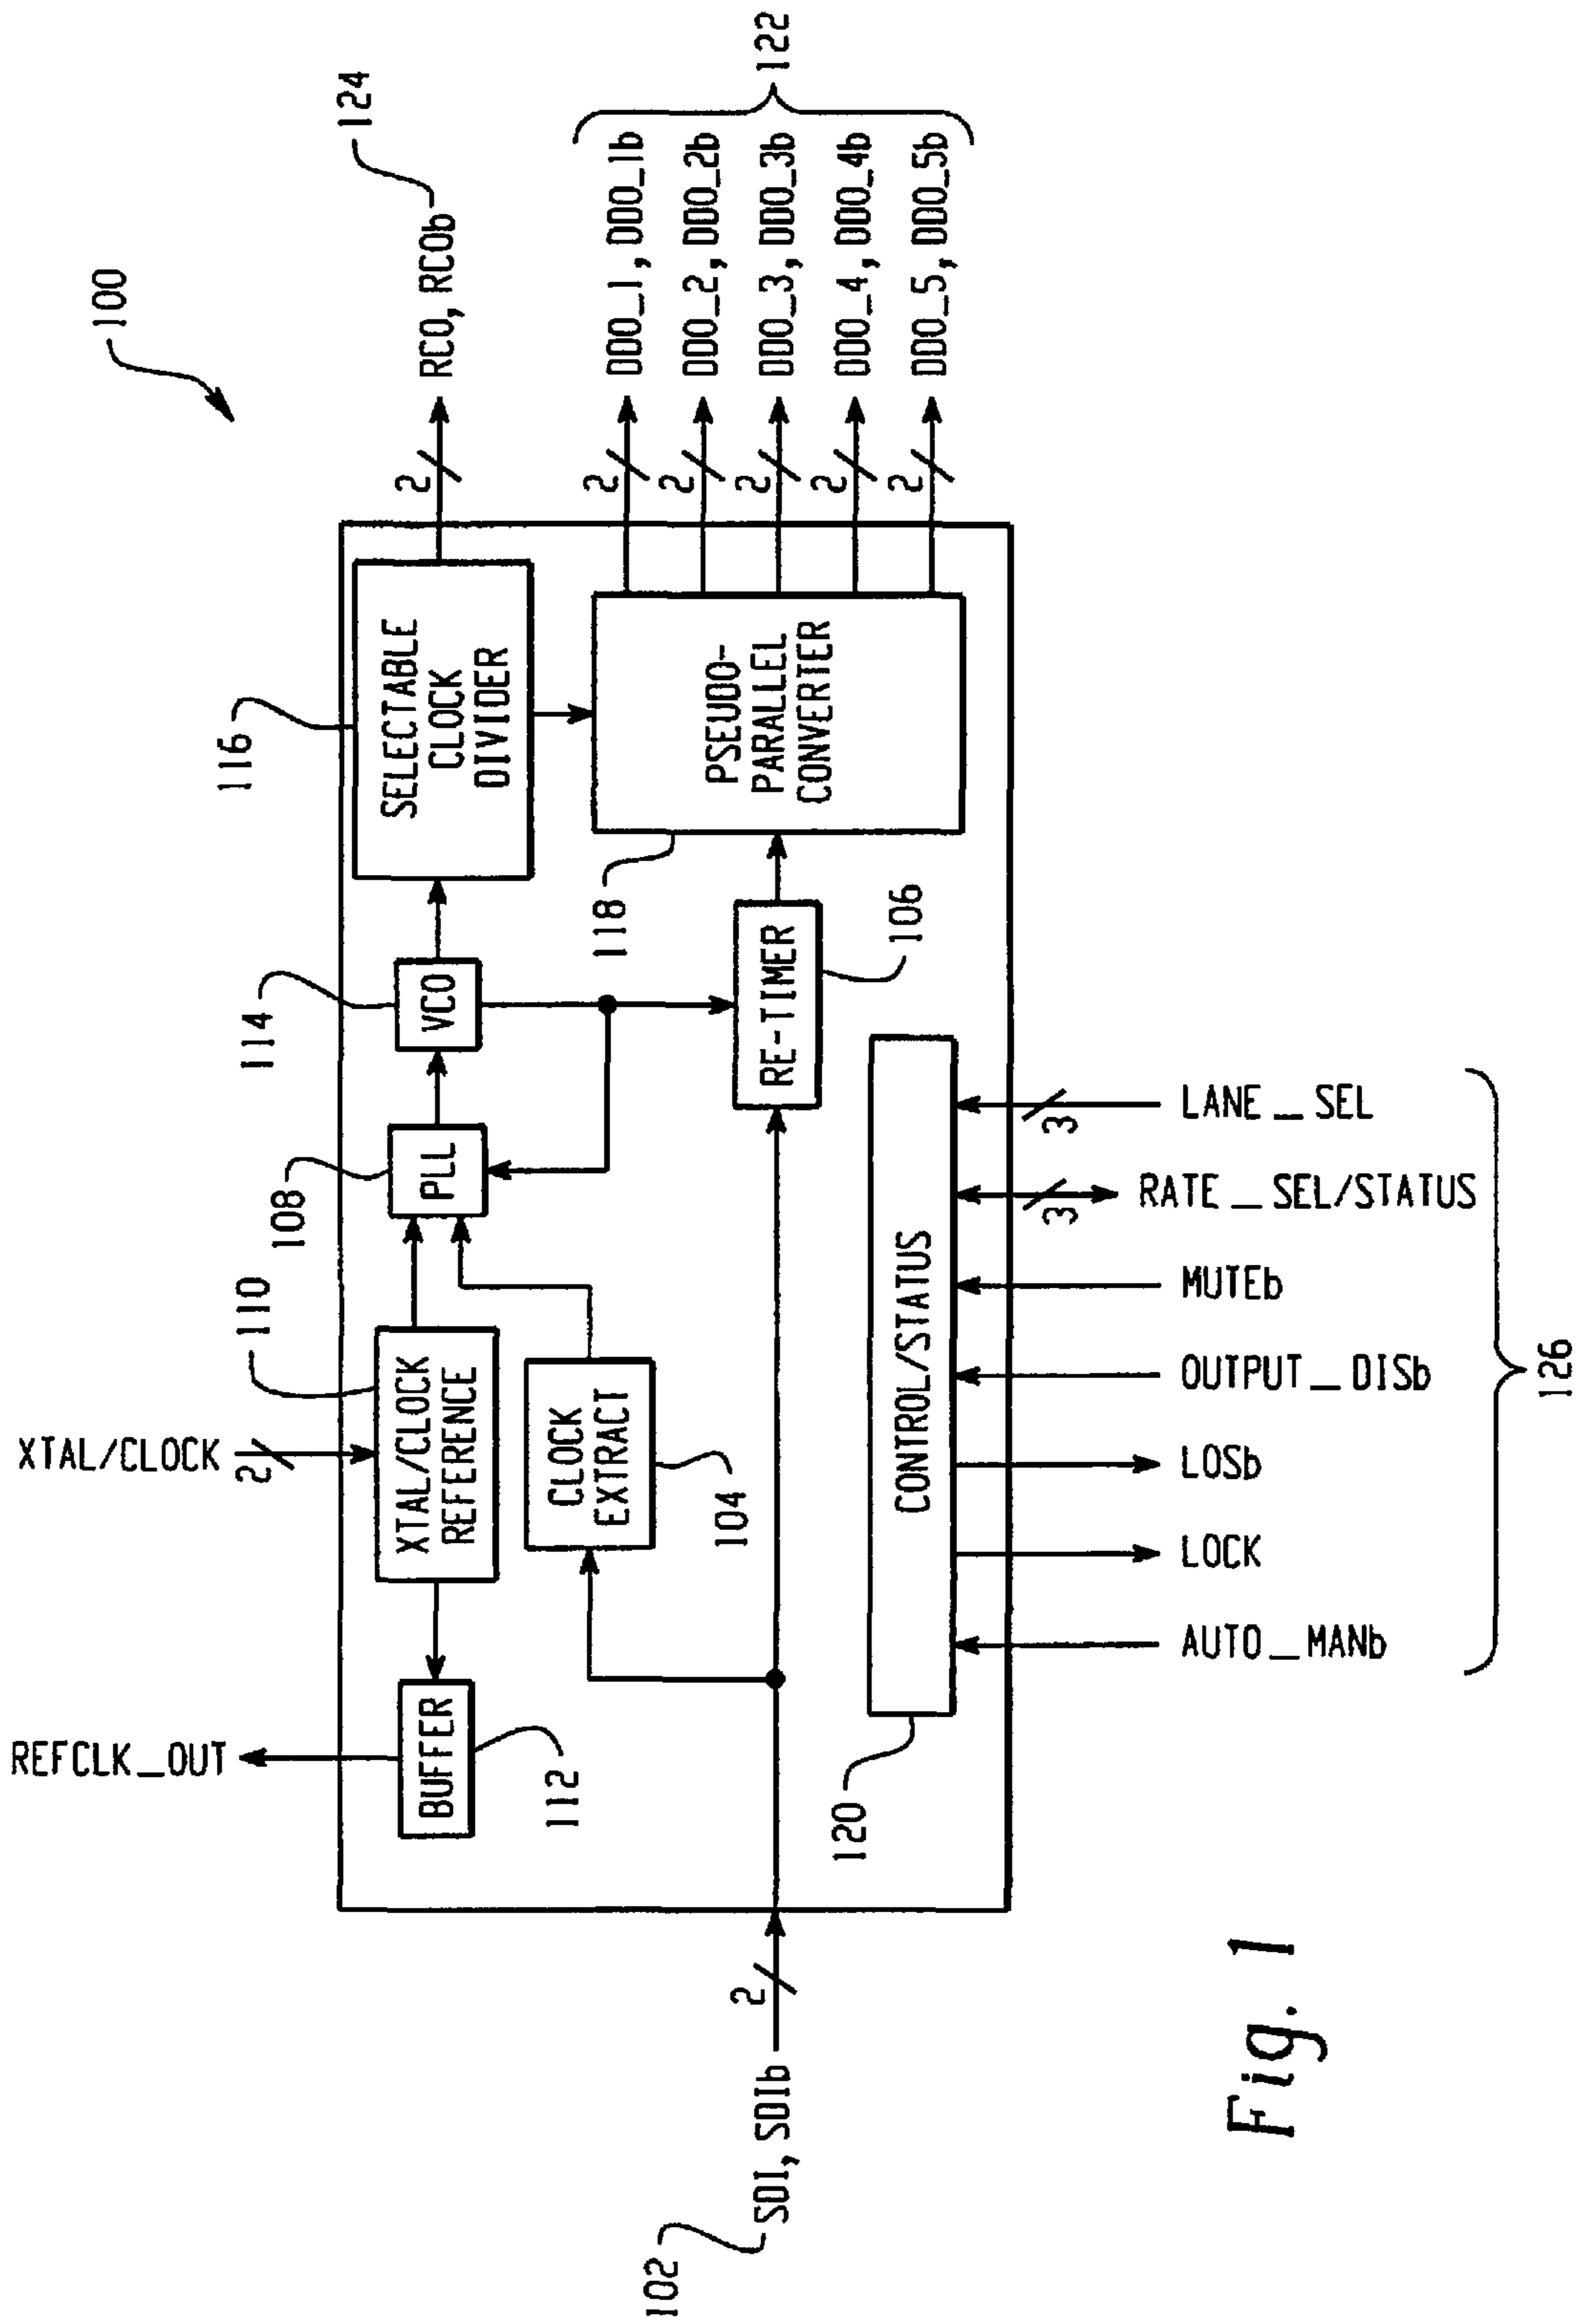 100
124
RCO, RCOb
2
116
SELECTABLE
CLOCK
DIVIDER
114
VCO
108
PLL
110
XTAL/CLOCK
2
XTAL/CLOCK
REFERENCE
REFCLK_OUT
BUFFER
112
CLOCK
EXTRACT
104
118
PSEUDO-
PARALLEL
CONVERTER
RE-TIMER
106
2
DDO_1, DDO_1b
2
DDO_2, DDO_2b
2
DDO_3, DDO_3b
2
DDO_4, DDO_4b
2
DDO_5, DDO_5b
122
102
SDI, SDIb
2
120
CONTROL/STATUS
AUTO_MANb
LOCK
LOSb
OUTPUT_DISb
MUTEb
3
RATE_SEL/STATUS
3
LANE_SEL
126
Fig. 1